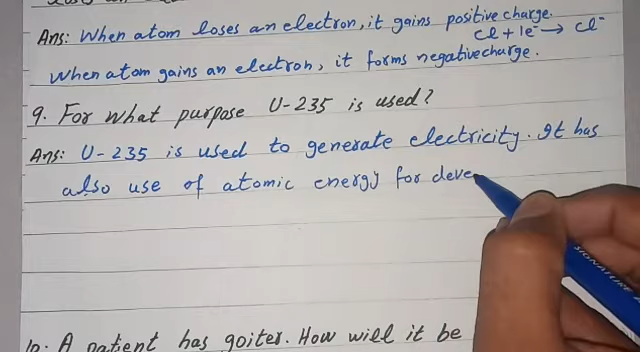 Ans: When atom loses an electron, it gains positive charge.
Cl + 1e⁻ → Cl⁻
When atom gains an electron, it forms negative charge.
9. For what purpose U-235 is used?
Ans: U-235 is used to generate electricity. It has
also use of atomic energy for deve
SIGNATURE
10. A patient has goiter. How will it be